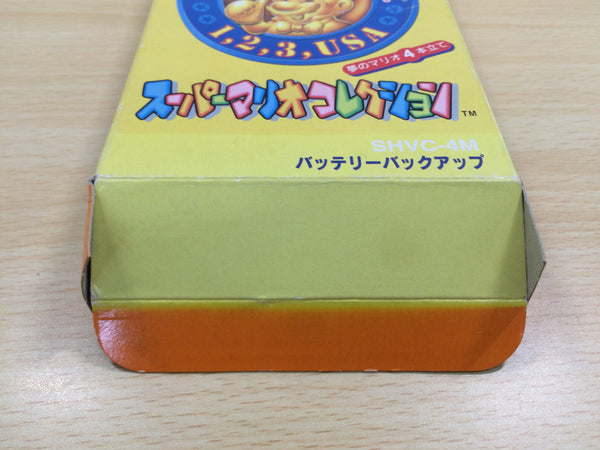 1, 2, 3, USA
夢のマリオ4本立て
スーパーマリオコレクション™
SHVC-4M
バッテリーバックアップ